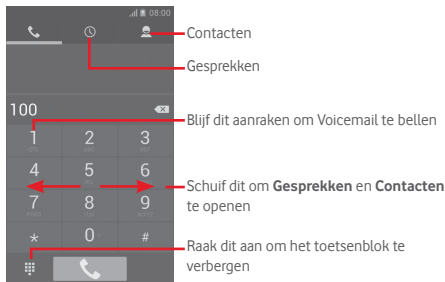 08:00
Contacten
Gesprekken
100
Blijf dit aanraken om Voicemail te bellen
1 2 3
4 5 6
Schuif dit om Gesprekken en Contacten
te openen
7 8 9
* 0 #
Raak dit aan om het toetsenblok te
verbergen